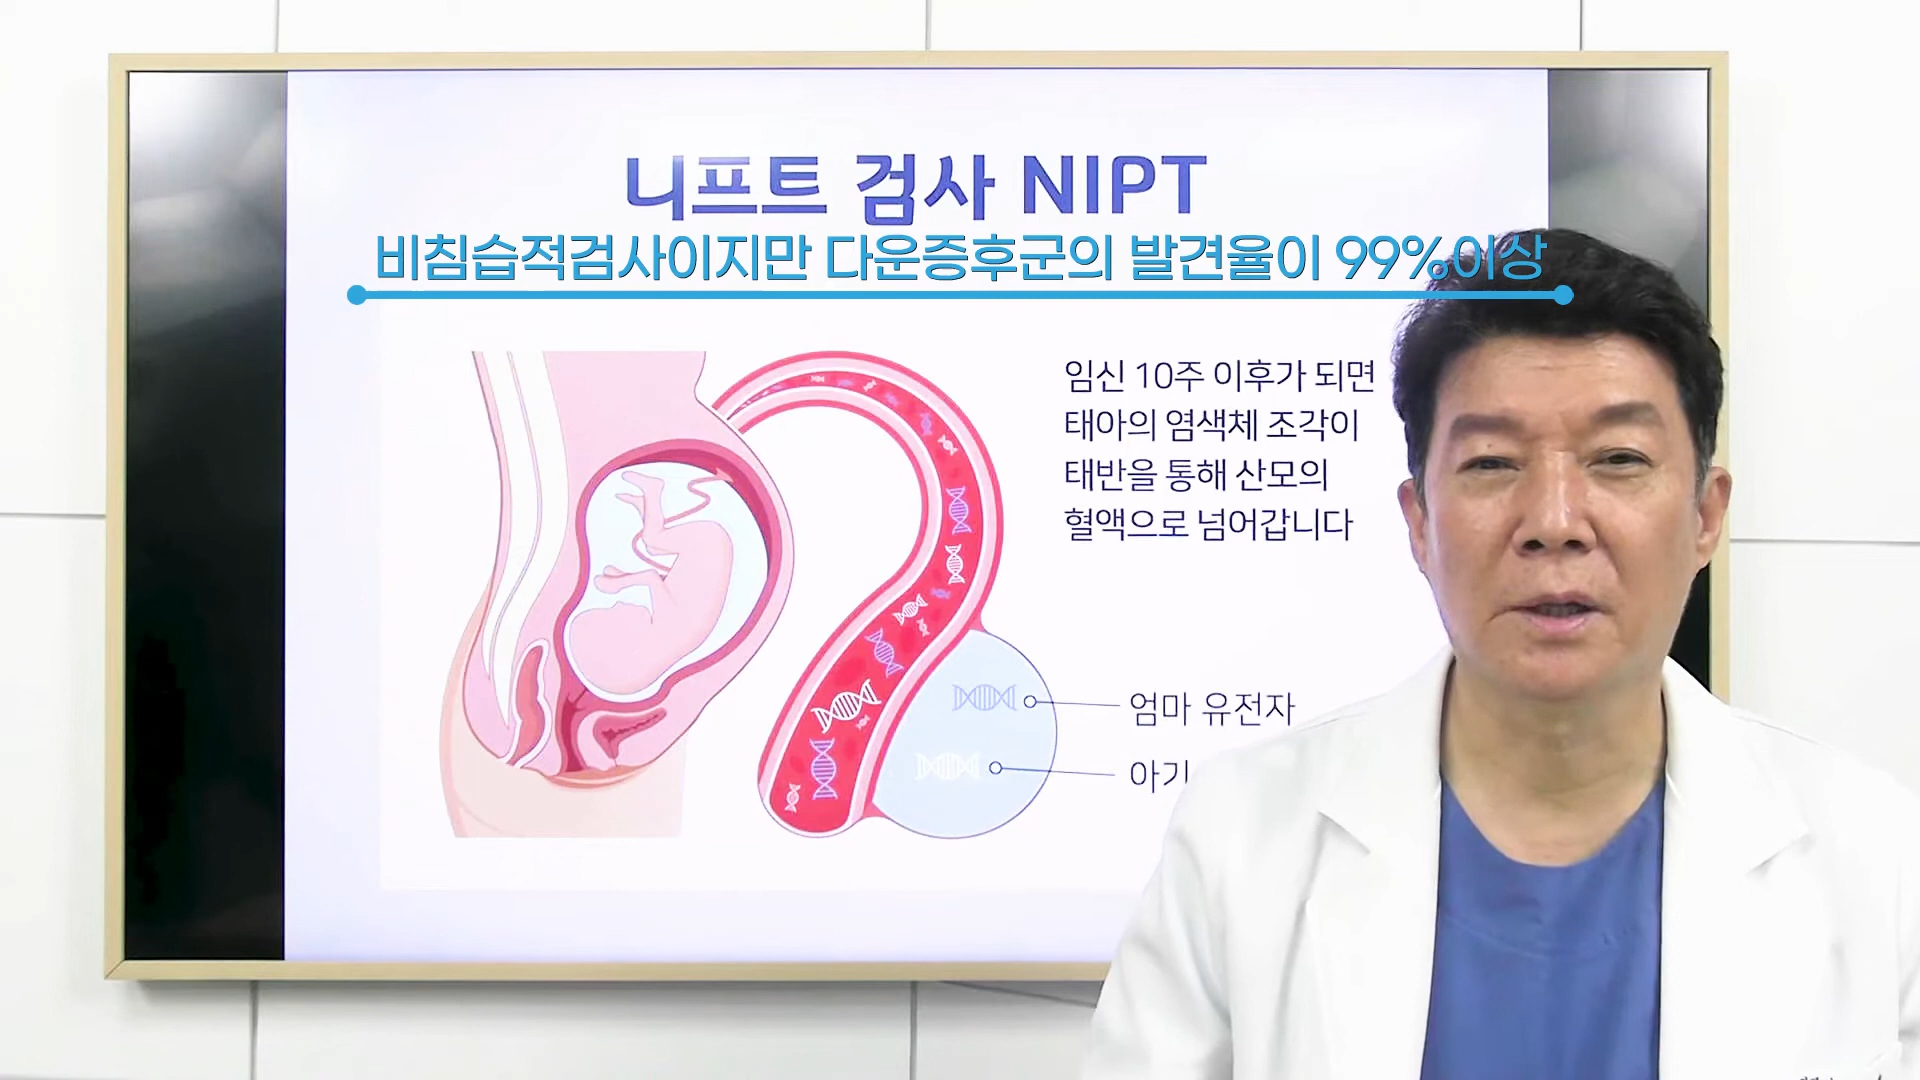 니프트 검사 NIPT
비침습적검사이지만 다운증후군의 발견율이 99%이상
임신 10주 이후가 되면
태아의 염색체 조각이
태반을 통해 산모의
혈액으로 넘어갑니다
엄마 유전자
아기